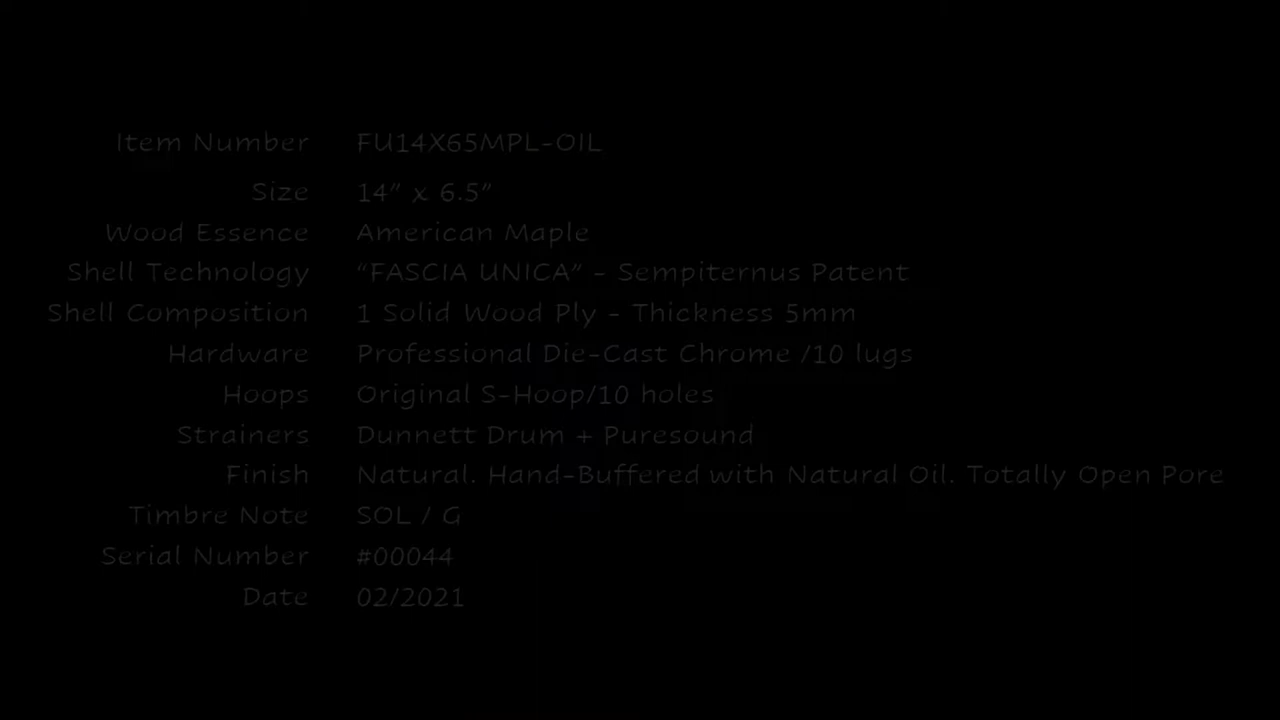 Item Number FU14X65MPL-OIL
Size 14” x 6.5”
Wood Essence American Maple
Shell Technology “FASCIA UNICA” - Sempiternus Patent
Shell Composition 1 Solid Wood Ply - Thickness 5mm
Hardware Professional Die-Cast Chrome /10 lugs
Hoops Original S-Hoop/10 holes
Strainers Dunnett Drum + Puresound
Finish Natural. Hand-Buffered with Natural Oil. Totally Open Pore
Timbre Note SOL / G
Serial Number #00044
Date 02/2021